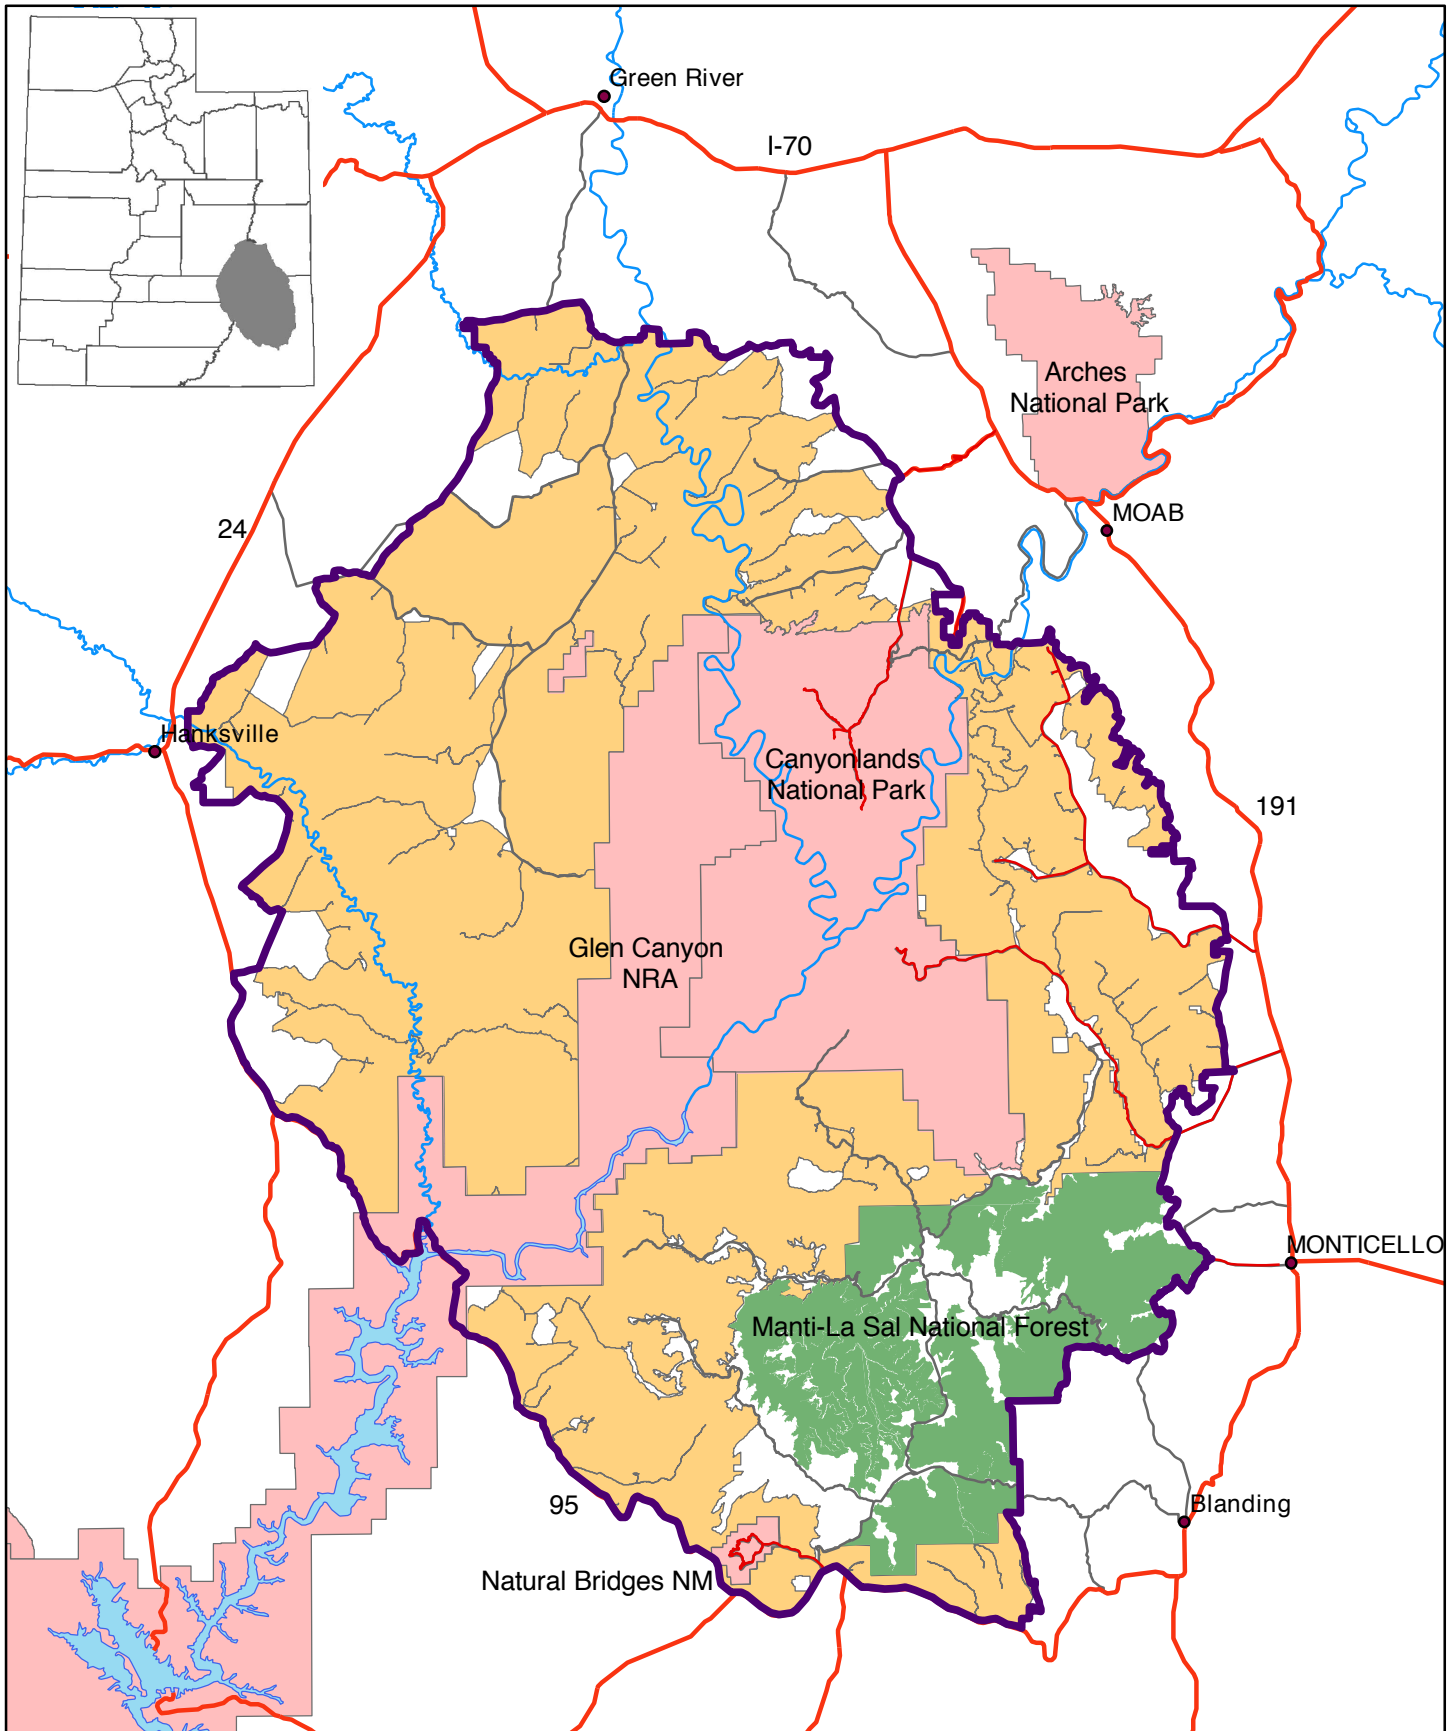 Green River
I-70
Arches
National Park
MOAB
24
Hanksville
Canyonlands
National Park
191
Glen Canyon
NRA
MONTICELLO
Manti-La Sal National Forest
95
Blanding
Natural Bridges NM